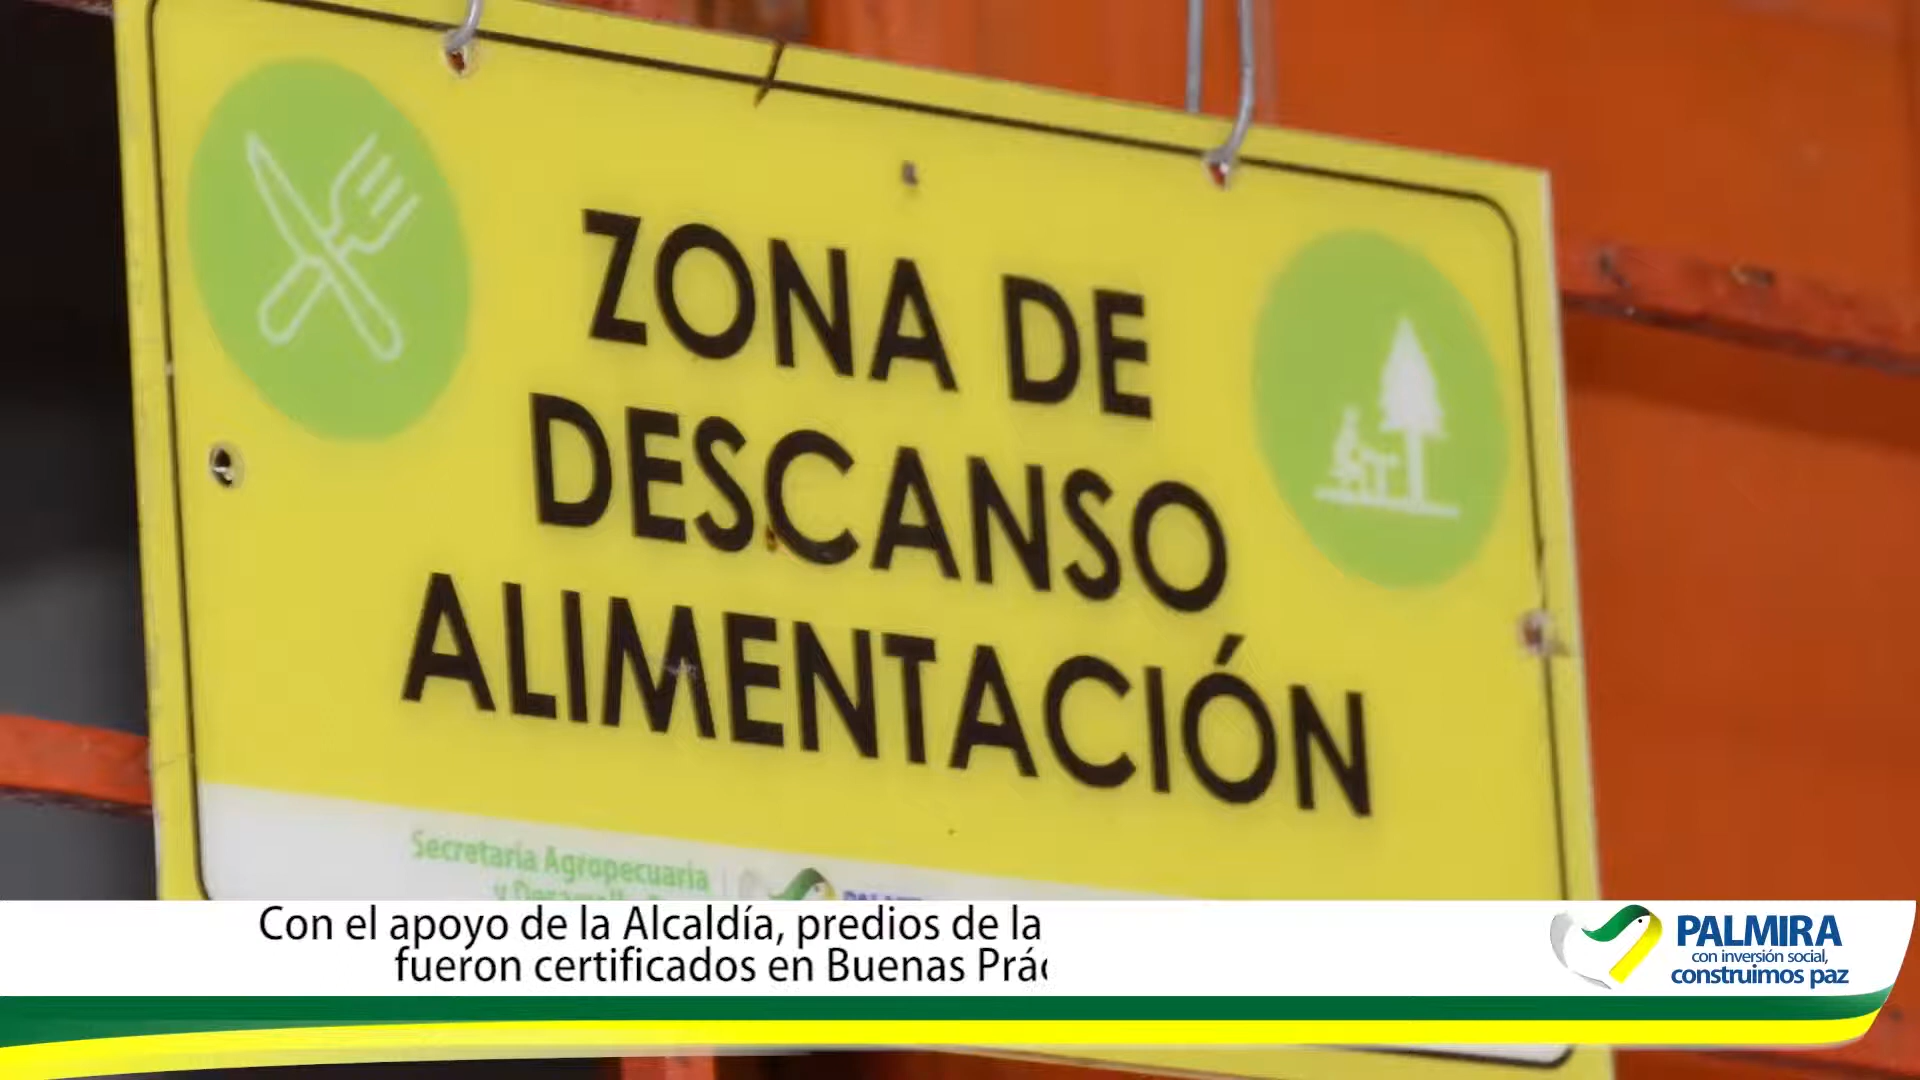 ZONA DE
DESCANSO
ALIMENTACIÓN
Secretaría Agropecuaria
Con el apoyo de la Alcaldía, predios de la
fueron certificados en Buenas Prác
PALMIRA
con inversión social,
construimos paz